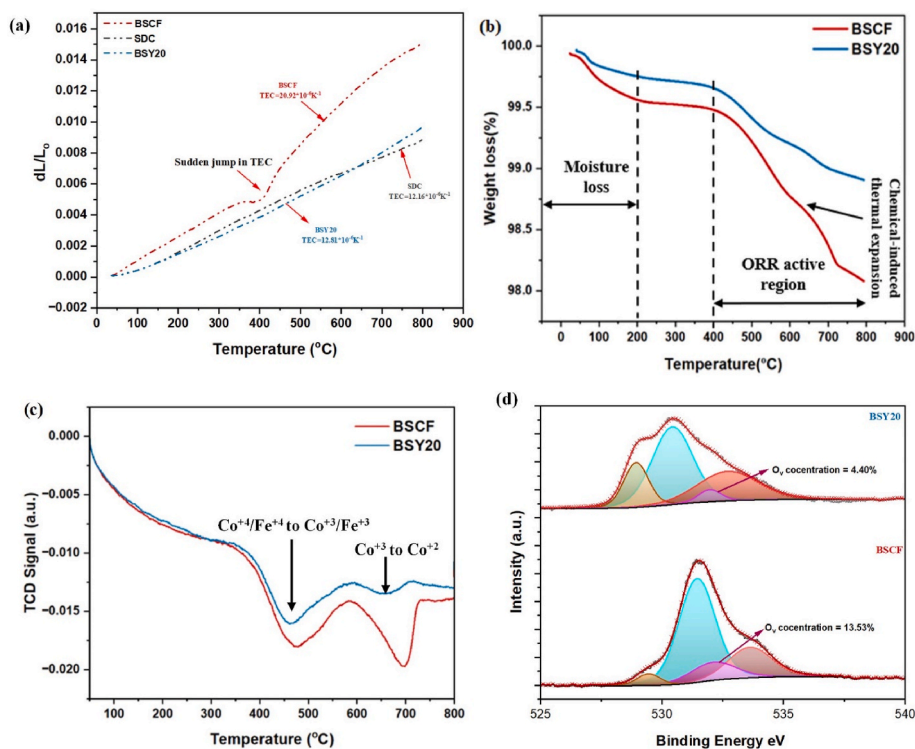 (a)
BSCF
SDC
BSY20
0.016
0.014
0.012
0.010
0.008
0.006
0.004
0.002
0.000
−0.002
dL/Lo
BSCF
TEC=20.92*10⁻⁶K⁻¹
Sudden jump in TEC
SDC
TEC=12.16*10⁻⁶K⁻¹
BSY20
TEC=12.81*10⁻⁶K⁻¹
0 100 200 300 400 500 600 700 800 900
Temperature (°C)
(b)
BSCF
BSY20
100.0
99.5
99.0
98.5
98.0
Weight loss(%)
Moisture
loss
ORR active
region
Chemical-induced
thermal expansion
0 100 200 300 400 500 600 700 800 900
Temperature(°C)
(c)
BSCF
BSY20
0.000
−0.005
−0.010
−0.015
−0.020
TCD Signal (a.u.)
Co⁺⁴/Fe⁺⁴ to Co⁺³/Fe⁺³
Co⁺³ to Co⁺²
100 200 300 400 500 600 700 800
Temperature (°C)
(d)
BSY20
Oᵥ cocentration = 4.40%
BSCF
Oᵥ cocentration = 13.53%
Intensity (a.u.)
525 530 535 540
Binding Energy eV